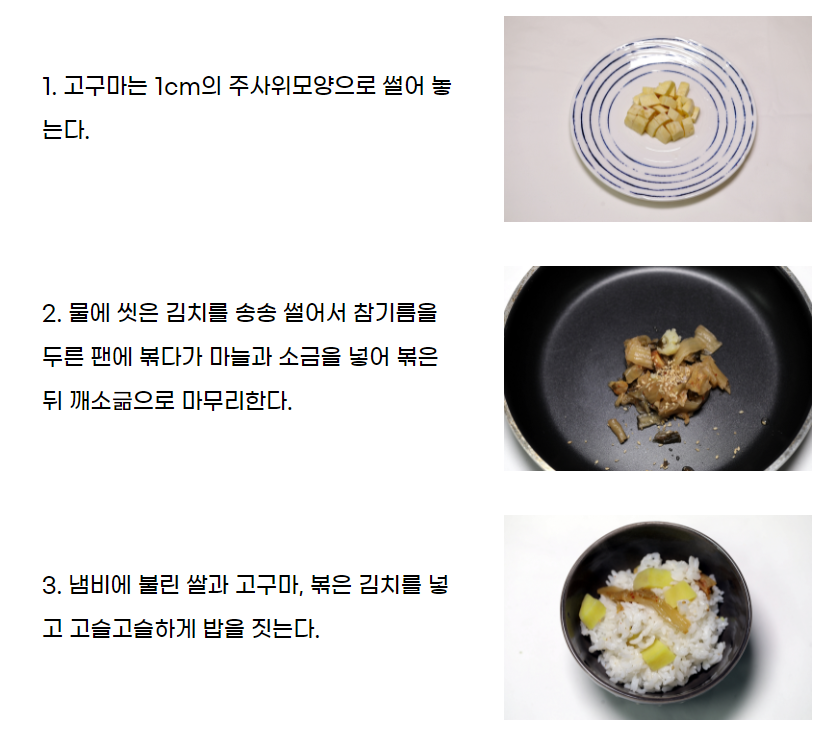 1. 고구마는 1cm의 주사위모양으로 썰어 놓
는다.
2. 물에 씻은 김치를 송송 썰어서 참기름을
두른 팬에 볶다가 마늘과 소금을 넣어 볶은
뒤 깨소긂으로 마무리한다.
3. 냄비에 불린 쌀과 고구마, 볶은 김치를 넣
고 고슬고슬하게 밥을 짓는다.